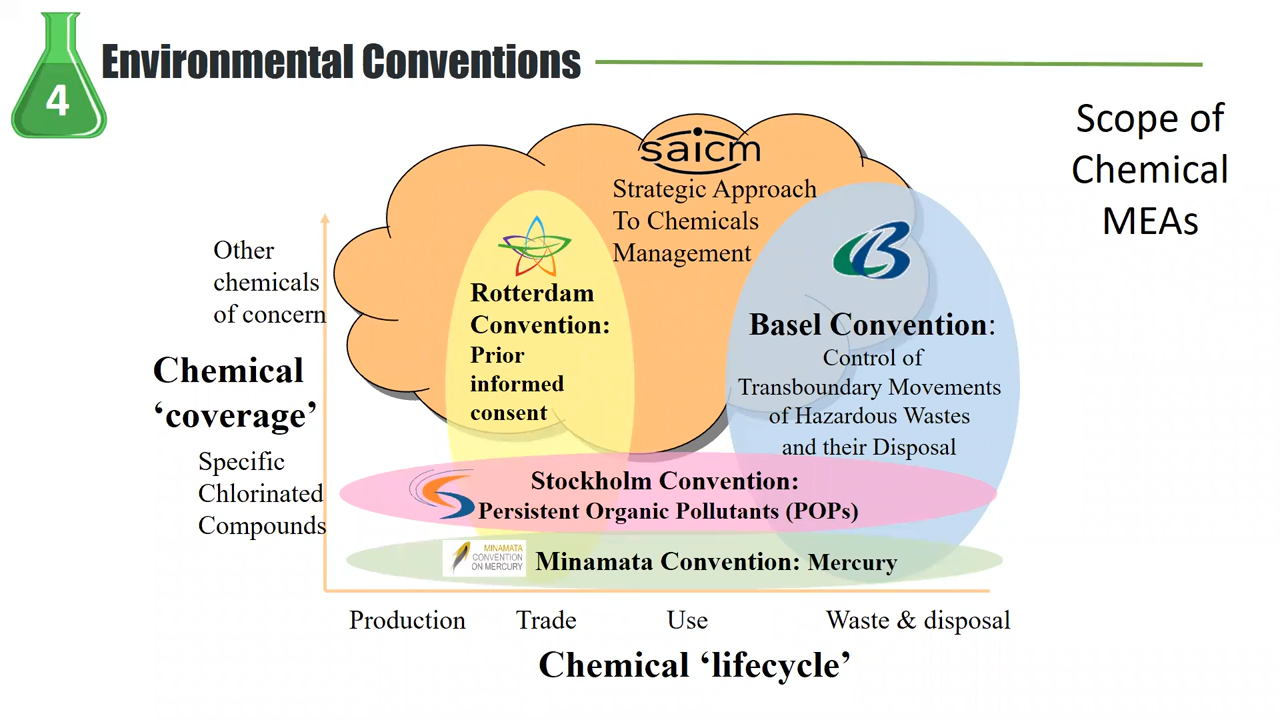 4
Environmental Conventions
Scope of
Chemical
MEAs
saicm
Strategic Approach
To Chemicals
Management
Other
chemicals
of concern
Chemical
‘coverage’
Specific
Chlorinated
Compounds
Rotterdam
Convention:
Prior
informed
consent
Basel Convention:
Control of
Transboundary Movements
of Hazardous Wastes
and their Disposal
Stockholm Convention:
Persistent Organic Pollutants (POPs)
MINAMATA
CONVENTION
ON MERCURY
Minamata Convention: Mercury
Production Trade Use Waste & disposal
Chemical ‘lifecycle’